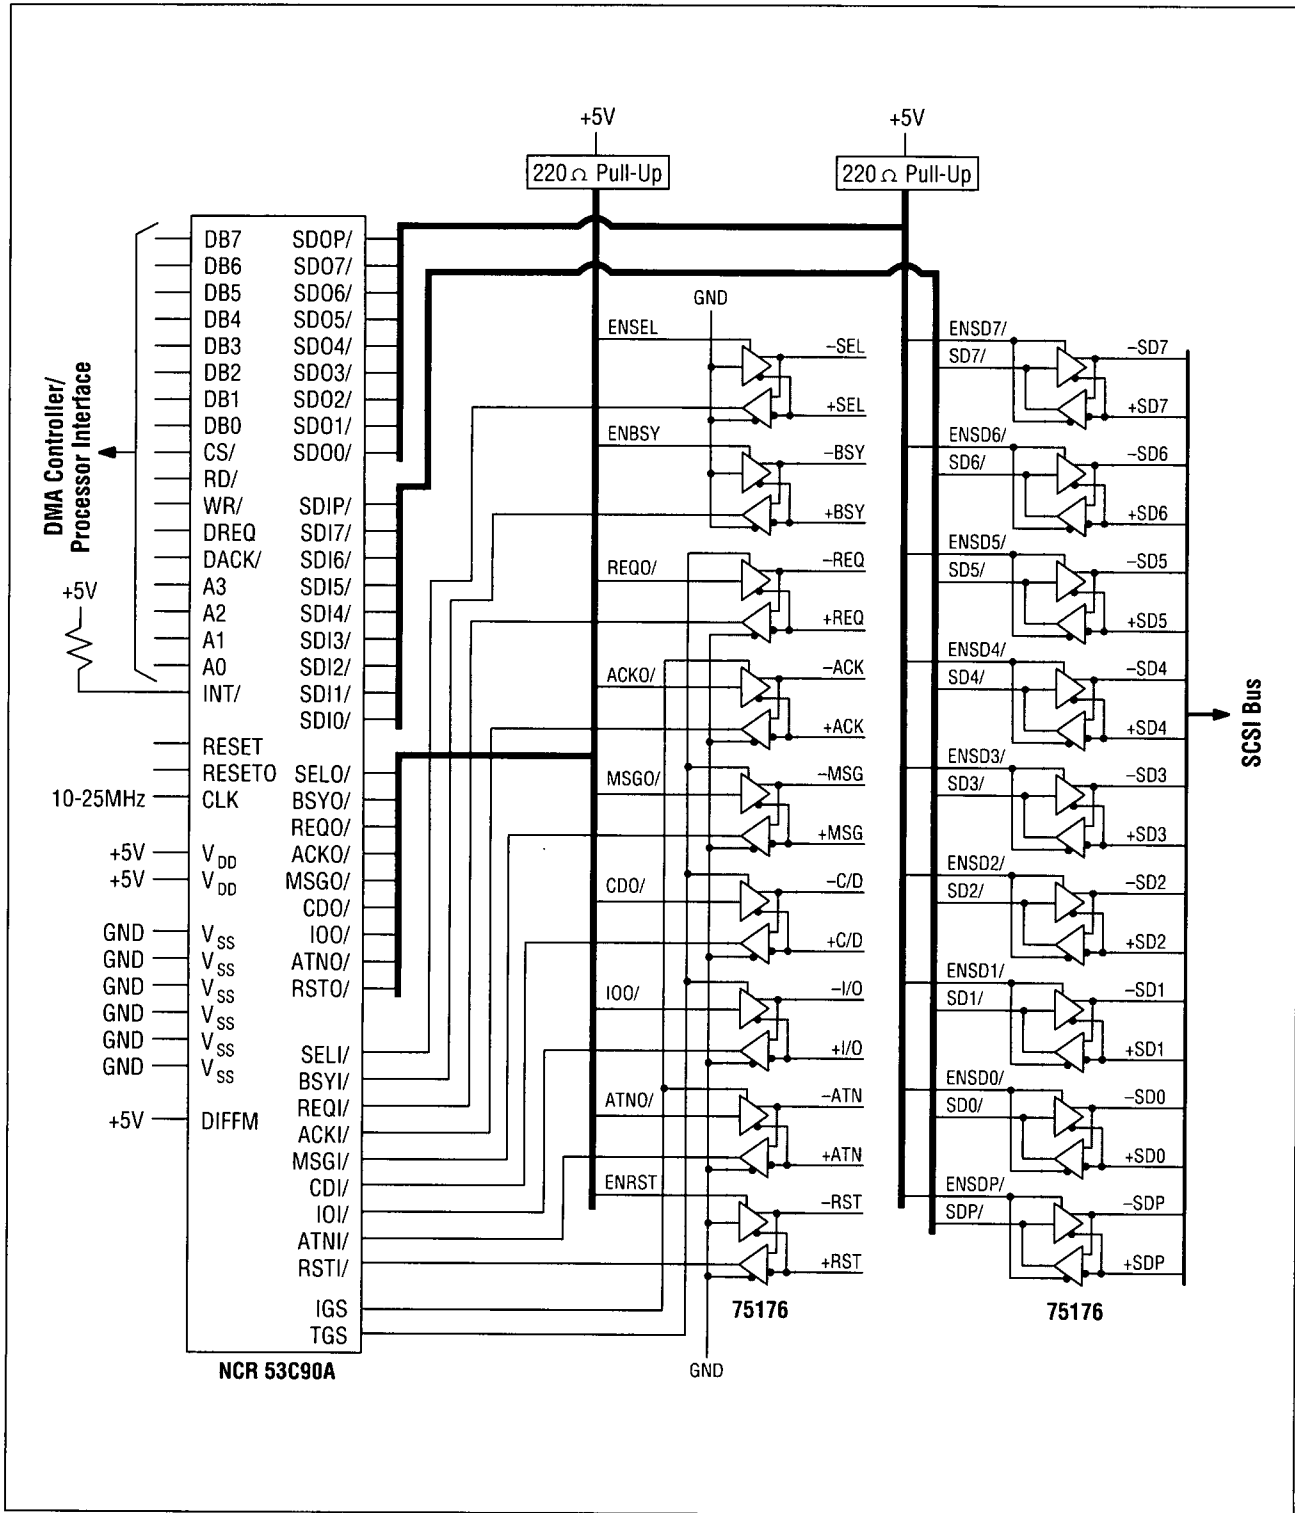 +5V
220 Ω Pull-Up
+5V
220 Ω Pull-Up
DMA Controller/
Processor Interface
+5V
DB7
DB6
DB5
DB4
DB3
DB2
DB1
DB0
CS/
RD/
WR/
DREQ
DACK/
A3
A2
A1
A0
INT/
RESET
RESETO
10-25MHz
CLK
+5V
VDD
+5V
VDD
GND
VSS
GND
VSS
GND
VSS
GND
VSS
GND
VSS
GND
VSS
+5V
DIFFM
SDOP/
SDO7/
SDO6/
SDO5/
SDO4/
SDO3/
SDO2/
SDO1/
SDO0/
SDIP/
SDI7/
SDI6/
SDI5/
SDI4/
SDI3/
SDI2/
SDI1/
SDI0/
SELO/
BSYO/
REQO/
ACKO/
MSGO/
CDO/
IOO/
ATNO/
RSTO/
SELI/
BSYI/
REQI/
ACKI/
MSGI/
CDI/
IOI/
ATNI/
RSTI/
IGS
TGS
NCR 53C90A
GND
ENSEL
–SEL
+SEL
ENBSY
–BSY
+BSY
REQO/
–REQ
+REQ
ACKO/
–ACK
+ACK
MSGO/
–MSG
+MSG
CDO/
–C/D
+C/D
IOO/
–I/O
+I/O
ATNO/
–ATN
+ATN
ENRST
–RST
+RST
75176
GND
ENSD7/
SD7/
–SD7
+SD7
ENSD6/
SD6/
–SD6
+SD6
ENSD5/
SD5/
–SD5
+SD5
ENSD4/
SD4/
–SD4
+SD4
ENSD3/
SD3/
–SD3
+SD3
ENSD2/
SD2/
–SD2
+SD2
ENSD1/
SD1/
–SD1
+SD1
ENSD0/
SD0/
–SD0
+SD0
ENSDP/
SDP/
–SDP
+SDP
75176
SCSI Bus